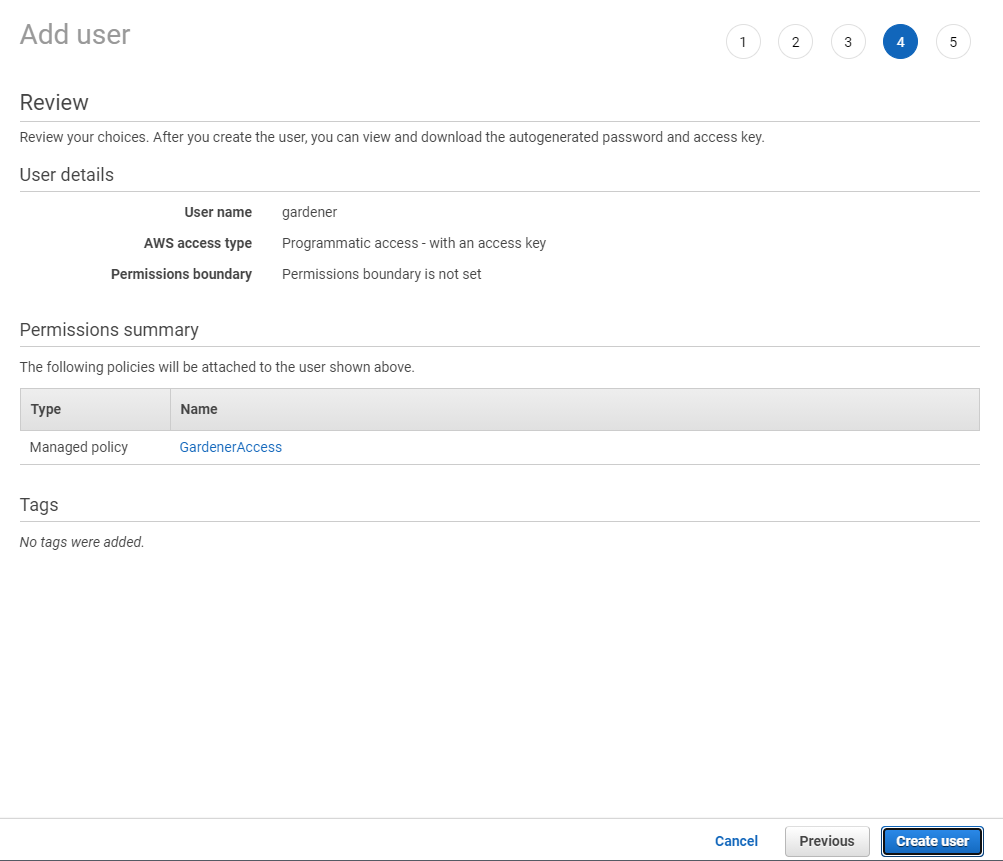 Add user
1 2 3 4 5
Review
Review your choices. After you create the user, you can view and download the autogenerated password and access key.
User details
User name gardener
AWS access type Programmatic access - with an access key
Permissions boundary Permissions boundary is not set
Permissions summary
The following policies will be attached to the user shown above.
Type Name
Managed policy GardenerAccess
Tags
No tags were added.
Cancel Previous Create user